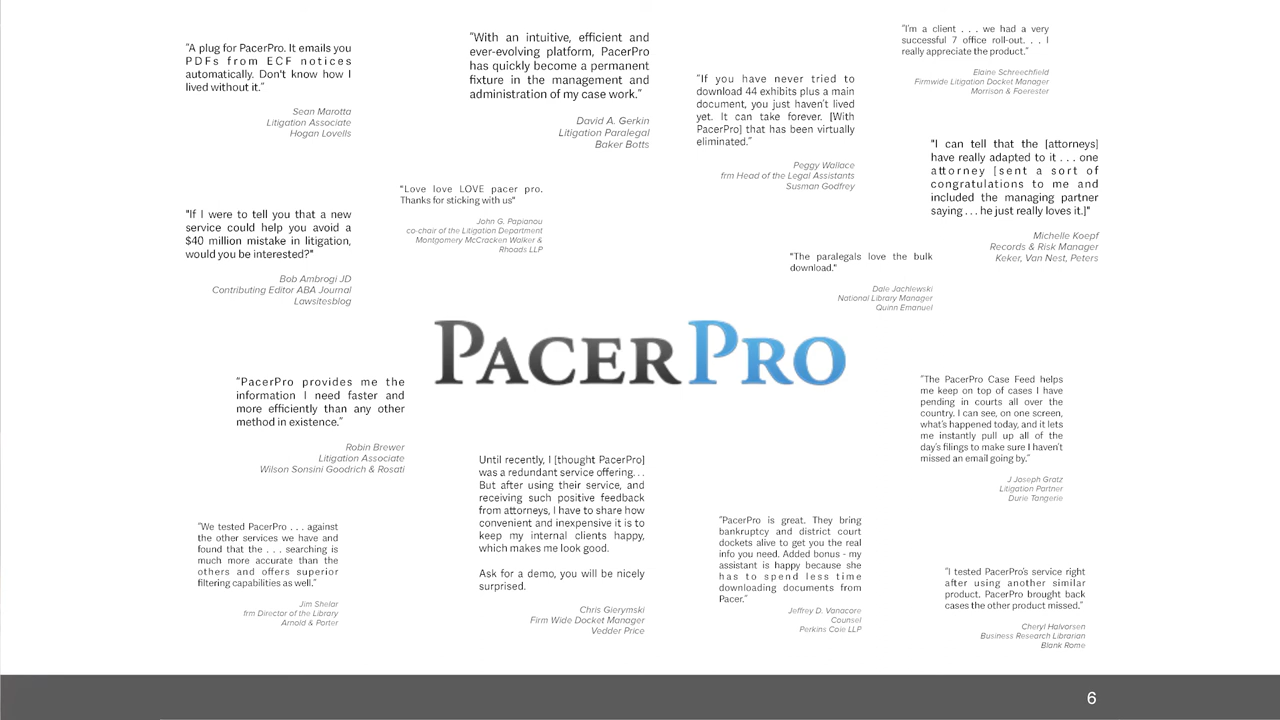 "A plug for PacerPro. It emails you
PDFs from ECF notices
automatically. Don't know how I
lived without it."
Sean Marotta
Litigation Associate
Hogan Lovells
"With an intuitive, efficient and
ever-evolving platform, PacerPro
has quickly become a permanent
fixture in the management and
administration of my case work."
David A. Gerkin
Litigation Paralegal
Baker Botts
"If you have never tried to
download 44 exhibits plus a main
document, you just haven't lived
yet. It can take forever. [With
PacerPro] that has been virtually
eliminated."
Peggy Wallace
frm Head of the Legal Assistants
Susman Godfrey
"I'm a client . . . we had a very
successful 7 office roll-out. . . I
really appreciate the product."
Elaine Screechfield
Firmwide Litigation Docket Manager
Morrison & Foerester
"I can tell that the [attorneys]
have really adapted to it . . . one
attorney [sent a sort of
congratulations to me and
included the managing partner
saying . . . he just really loves it.]"
Michelle Koepf
Records & Risk Manager
Keker, Van Nest, Peters
"Love love LOVE pacer pro.
Thanks for sticking with us"
John G. Papianou
co-chair of the Litigation Department
Montgomery McCracken Walker &
Rhoads LLP
"If I were to tell you that a new
service could help you avoid a
$40 million mistake in litigation,
would you be interested?"
Bob Ambrogi JD
Contributing Editor ABA Journal
Lawsitesblog
"The paralegals love the bulk
download."
Dale Jachlewski
National Library Manager
Quinn Emanuel
PACERPRO
"PacerPro provides me the
information I need faster and
more efficiently than any other
method in existence."
Robin Brewer
Litigation Associate
Wilson Sonsini Goodrich & Rosati
"The PacerPro Case Feed helps
me keep on top of cases I have
pending in courts all over the
country. I can see, on one screen,
what's happened today, and it lets
me instantly pull up all of the
day's filings to make sure I haven't
missed an email going by."
J Joseph Gratz
Litigation Partner
Durie Tangerie
Until recently, I [thought PacerPro]
was a redundant service offering. . .
But after using their service, and
receiving such positive feedback
from attorneys, I have to share how
convenient and inexpensive it is to
keep my internal clients happy,
which makes me look good.
Ask for a demo, you will be nicely
surprised.
Chris Gierymski
Firm Wide Docket Manager
Vedder Price
"We tested PacerPro . . . against
the other services we have and
found that the . . . searching is
much more accurate than the
others and offers superior
filtering capabilities as well."
Jim Shelar
frm Director of the Library
Arnold & Porter
"PacerPro is great. They bring
bankruptcy and district court
dockets alive to get you the real
info you need. Added bonus - my
assistant is happy because she
has to spend less time
downloading documents from
Pacer."
Jeffrey D. Vanacore
Counsel
Perkins Coie LLP
"I tested PacerPro's service right
after using another similar
product. PacerPro brought back
cases the other product missed."
Cheryl Halvorsen
Business Research Librarian
Blank Rome
6